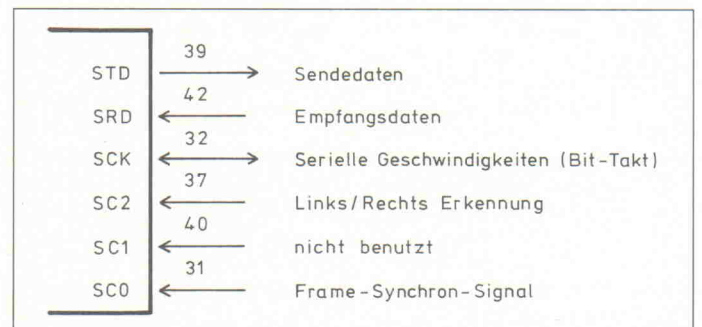 39
STD Sendedaten
42
SRD Empfangsdaten
32
SCK Serielle Geschwindigkeiten (Bit-Takt)
37
SC2 Links/Rechts Erkennung
40
SC1 nicht benutzt
31
SC0 Frame-Synchron-Signal